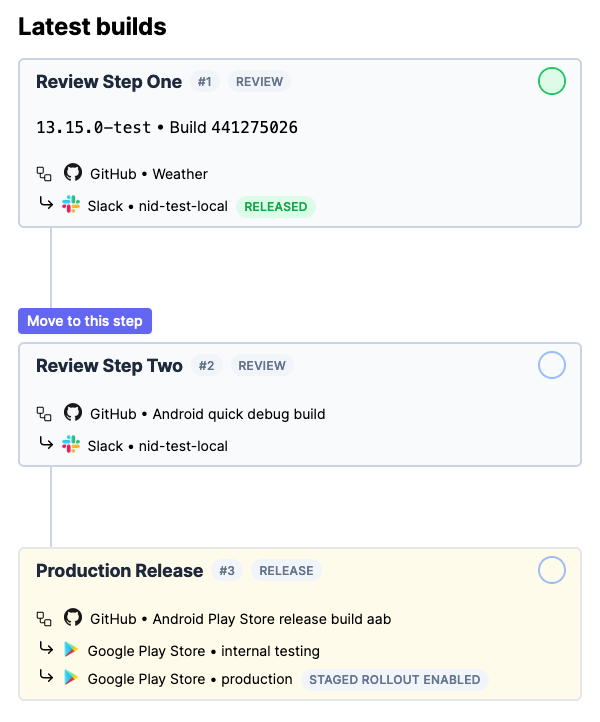 Latest builds
Review Step One #1 REVIEW
13.15.0-test • Build 441275026
GitHub • Weather
Slack • nid-test-local RELEASED
Move to this step
Review Step Two #2 REVIEW
GitHub • Android quick debug build
Slack • nid-test-local
Production Release #3 RELEASE
GitHub • Android Play Store release build aab
Google Play Store • internal testing
Google Play Store • production STAGED ROLLOUT ENABLED